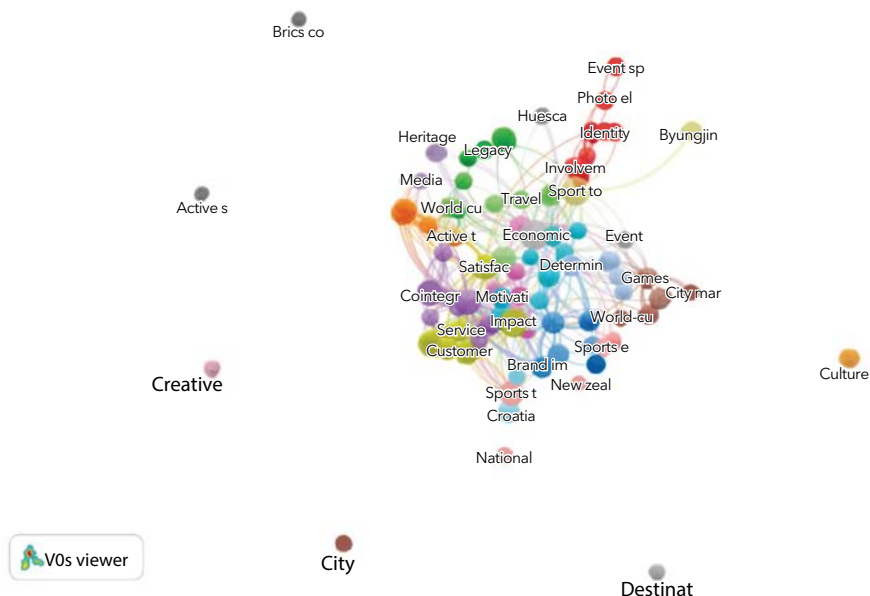 Brics co
Event sp
Photo el
Huesca
Identity
Byungjin
Heritage
Legacy
Involvem
Media
Sport to
Travel
Active s
World cu
Active t
Economic
Event
Satisfac
Determin
Games
Cointegr
Motivati
City mar
Impact
World-cu
Service
Customer
Sports e
Brand im
Culture
Creative
New zeal
Sports t
Croatia
National
V0s viewer
City
Destinat